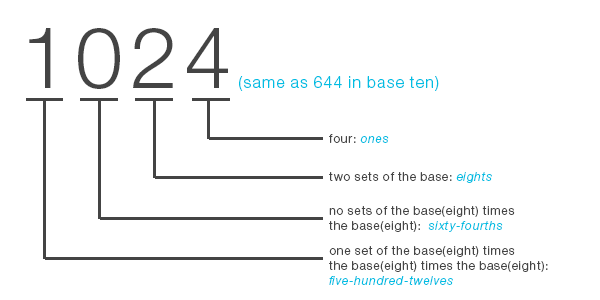 1024 (same as 644 in base ten)
four: ones
two sets of the base: eights
no sets of the base(eight) times
the base(eight): sixty-fourths
one set of the base(eight) times
the base(eight) times the base(eight):
five-hundred-twelves